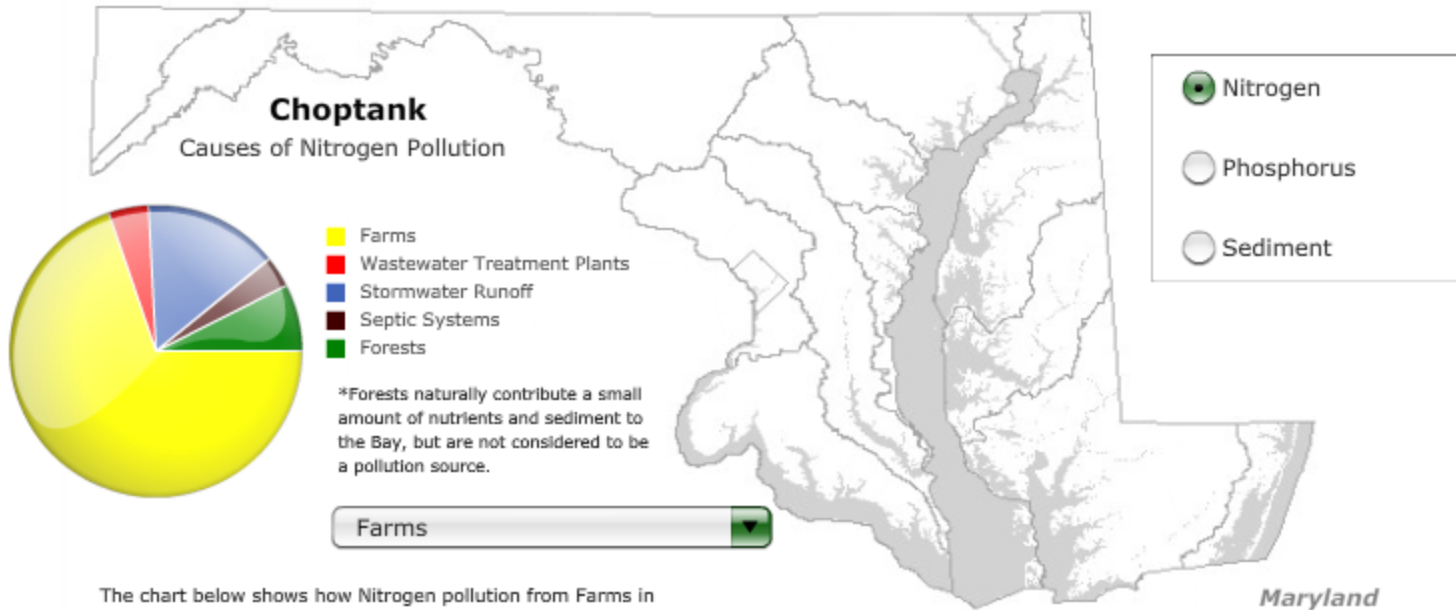 Choptank
Causes of Nitrogen Pollution
Farms
Wastewater Treatment Plants
Stormwater Runoff
Septic Systems
Forests
*Forests naturally contribute a small
amount of nutrients and sediment to
the Bay, but are not considered to be
a pollution source.
Farms
The chart below shows how Nitrogen pollution from Farms in
Nitrogen
Phosphorus
Sediment
Maryland